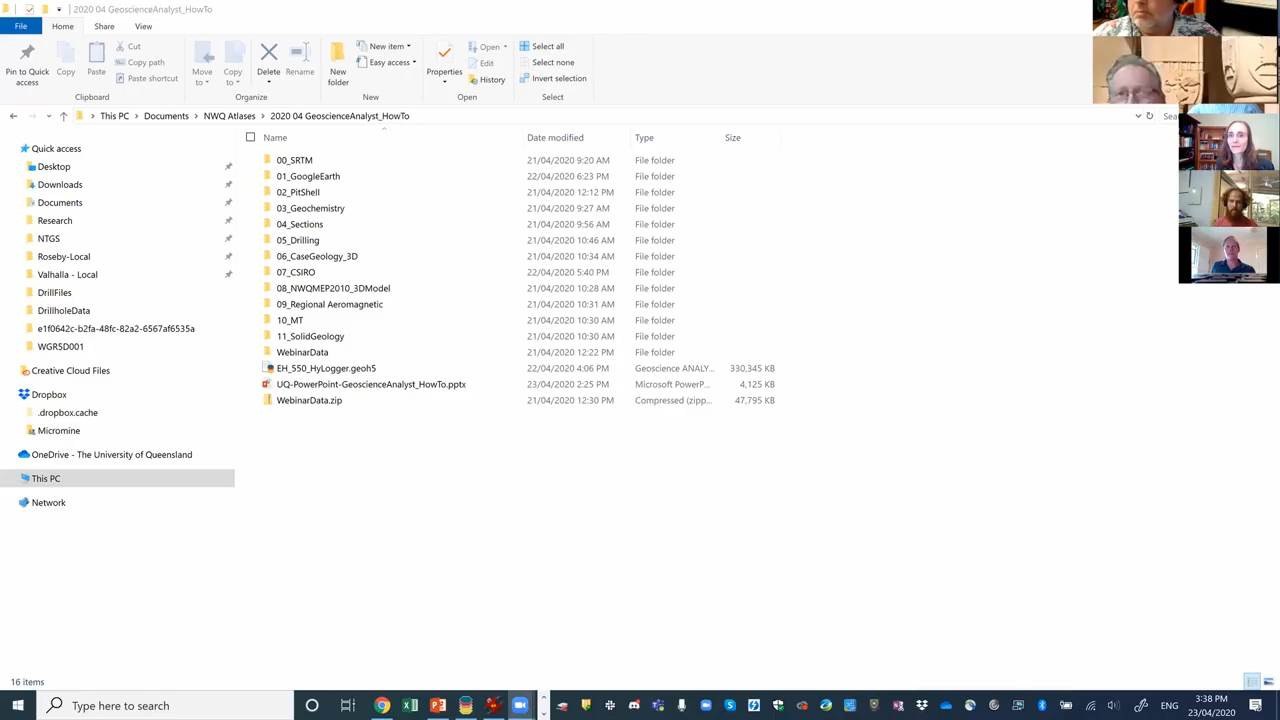 2020 04 GeoscienceAnalyst_HowTo
File Home Share View
Pin to Quick access
Copy
Paste
Cut
Copy path
Paste shortcut
Clipboard
Move to
Copy to
Delete
Rename
Organize
New folder
New item
Easy access
New
Properties
Open
Edit
History
Open
Select all
Select none
Invert selection
Select
This PC > Documents > NWQ Atlases > 2020 04 GeoscienceAnalyst_HowTo
Sea
Name Date modified Type Size
Quick access
Desktop
Downloads
Documents
Research
NTGS
Roseby-Local
Valhalla - Local
DrillFiles
DrillholeData
e1f0642c-b2fa-48fc-82a2-6567af6535a
WGR5D001
Creative Cloud Files
Dropbox
.dropbox.cache
Micromine
OneDrive - The University of Queensland
This PC
Network
00_SRTM 21/04/2020 9:20 AM File folder
01_GoogleEarth 22/04/2020 6:23 PM File folder
02_PitShell 21/04/2020 12:12 PM File folder
03_Geochemistry 21/04/2020 9:27 AM File folder
04_Sections 21/04/2020 9:56 AM File folder
05_Drilling 21/04/2020 10:46 AM File folder
06_CaseGeology_3D 21/04/2020 10:34 AM File folder
07_CSIRO 22/04/2020 5:40 PM File folder
08_NWQMEP2010_3DModel 21/04/2020 10:28 AM File folder
09_Regional Aeromagnetic 21/04/2020 10:31 AM File folder
10_MT 21/04/2020 10:30 AM File folder
11_SolidGeology 21/04/2020 10:30 AM File folder
WebinarData 21/04/2020 12:22 PM File folder
EH_550_HyLogger.geoh5 22/04/2020 4:06 PM Geoscience ANALY... 330,345 KB
UQ-PowerPoint-GeoscienceAnalyst_HowTo.pptx 23/04/2020 2:25 PM Microsoft PowerP... 4,125 KB
WebinarData.zip 21/04/2020 12:30 PM Compressed (zipp... 47,795 KB
16 items
Type here to search
ENG
3:38 PM
23/04/2020